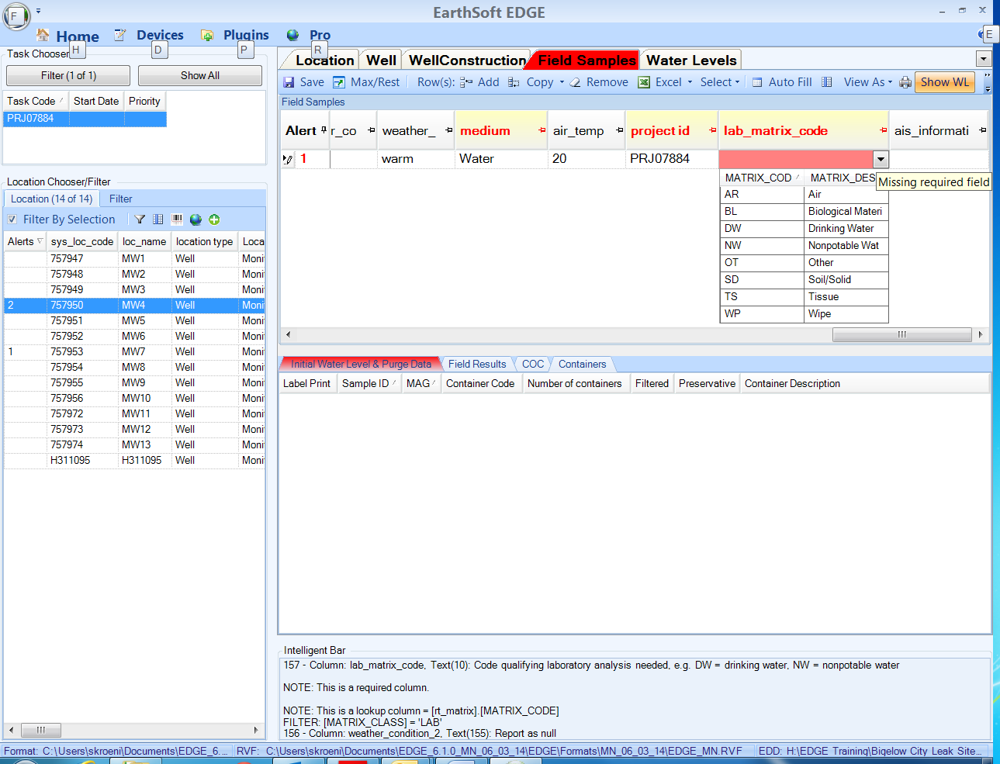 EarthSoft EDGE
F
Home Devices Plugins Pro
H D P R E
Task Chooser
Filter (1 of 1) Show All
Task Code Start Date Priority
PRJ07884
Location Chooser/Filter
Location (14 of 14) Filter
Filter By Selection
Alerts sys_loc_code loc_name location type Loca
757947 MW1 Well Moni
757948 MW2 Well Moni
757949 MW3 Well Moni
2 757950 MW4 Well Moni
757951 MW5 Well Moni
757952 MW6 Well Moni
1 757953 MW7 Well Moni
757954 MW8 Well Moni
757955 MW9 Well Moni
757956 MW10 Well Moni
757972 MW11 Well Moni
757973 MW12 Well Moni
757974 MW13 Well Moni
H311095 H311095 Well Moni
Location Well WellConstruction Field Samples Water Levels
Save Max/Rest Row(s): Add Copy Remove Excel Select Auto Fill View As Show WL
Field Samples
Alert r_co weather_ medium air_temp project id lab_matrix_code ais_informati
1 warm Water 20 PRJ07884
MATRIX_COD MATRIX_DES
Missing required field
AR Air
BL Biological Materi
DW Drinking Water
NW Nonpotable Wat
OT Other
SD Soil/Solid
TS Tissue
WP Wipe
Initial Water Level & Purge Data Field Results COC Containers
Label Print Sample ID MAG Container Code Number of containers Filtered Preservative Container Description
Intelligent Bar
157 - Column: lab_matrix_code, Text(10): Code qualifying laboratory analysis needed, e.g. DW = drinking water, NW = nonpotable water
NOTE: This is a required column.
NOTE: This is a lookup column = [rt_matrix].[MATRIX_CODE]
FILTER: [MATRIX_CLASS] = 'LAB'
156 - Column: weather_condition_2, Text(155): Report as null
Format: C:\Users\skroeni\Documents\EDGE_6.... RVF: C:\Users\skroeni\Documents\EDGE_6.1.0_MN_06_03_14\EDGE\Formats\MN_06_03_14\EDGE_MN.RVF EDD: H:\EDGE Training\Bigelow City Leak Site...